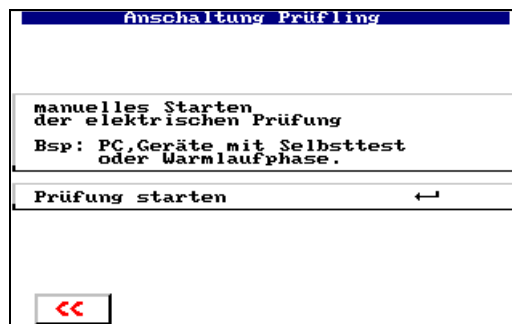 Anschaltung Prüfling
manuelles Starten
der elektrischen Prüfung
Bsp: PC,Geräte mit Selbsttest
oder Warmlaufphase.
Prüfung starten ↵
<<